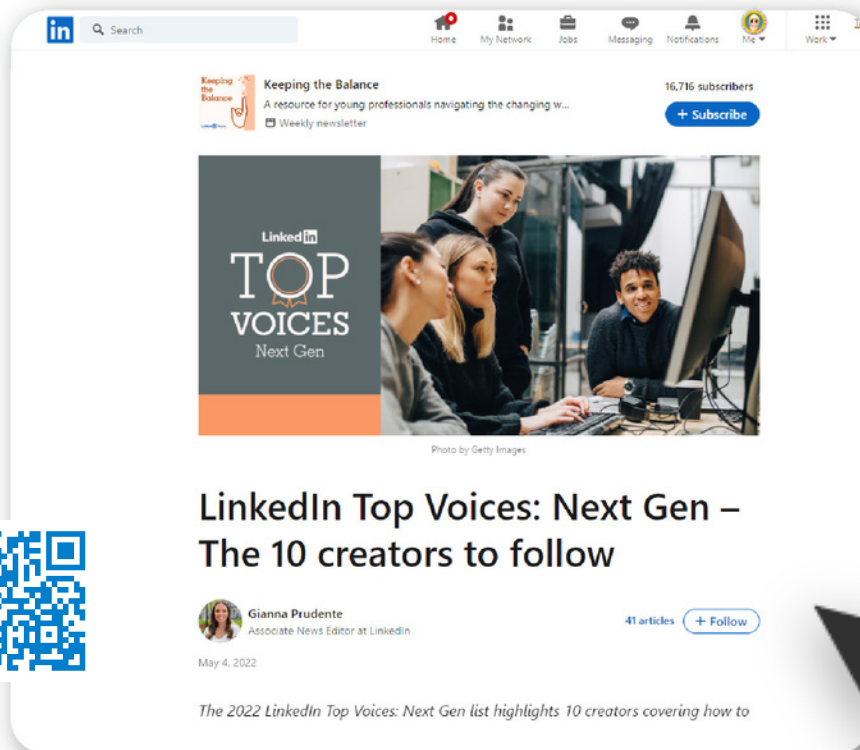 in
Search
Home
My Network
Jobs
Messaging
Notifications
Me
Work
Keeping
the
Balance
Keeping the Balance
A resource for young professionals navigating the changing w...
Weekly newsletter
16,716 subscribers
+ Subscribe
Linked in
TOP
VOICES
Next Gen
Photo by Getty Images
LinkedIn Top Voices: Next Gen –
The 10 creators to follow
Gianna Prudente
Associate News Editor at LinkedIn
41 articles
+ Follow
May 4, 2022
The 2022 LinkedIn Top Voices: Next Gen list highlights 10 creators covering how to